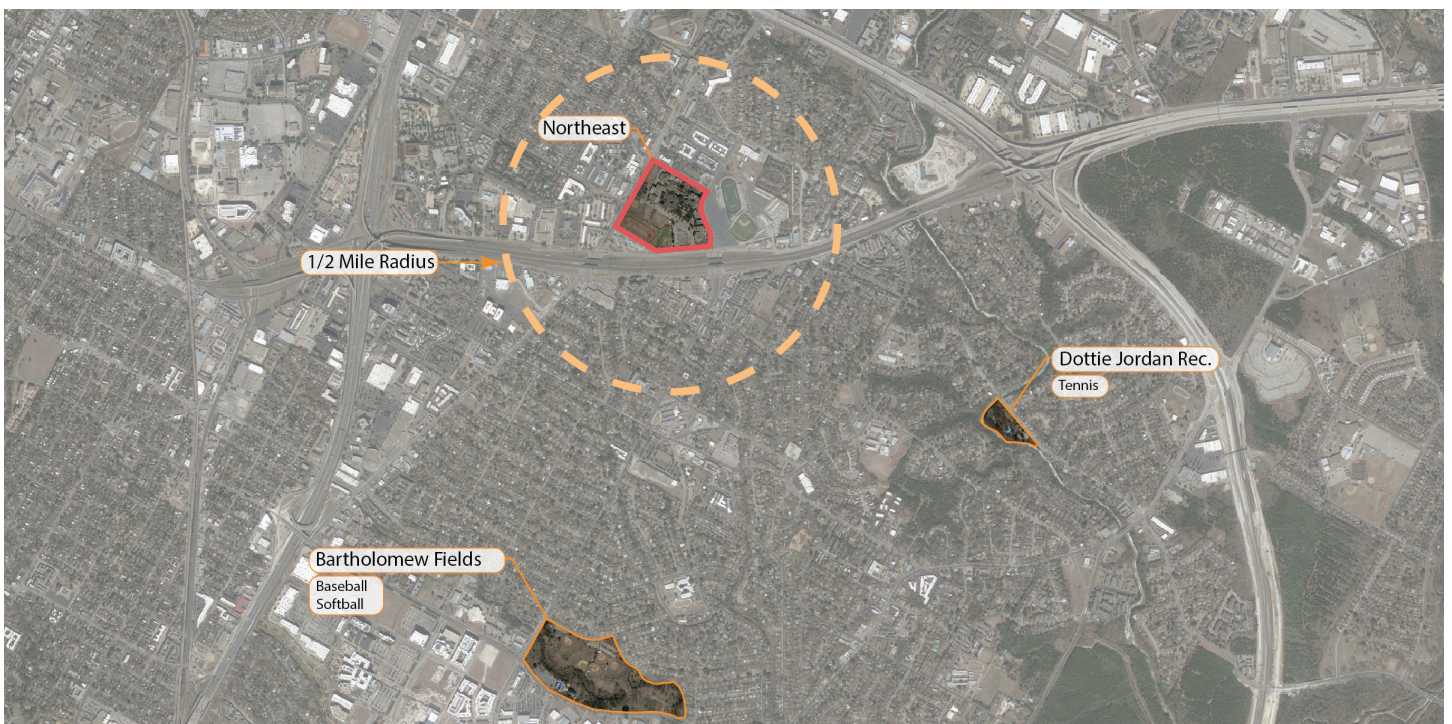 Northeast
1/2 Mile Radius
Dottie Jordan Rec.
Tennis
Bartholomew Fields
Baseball
Softball